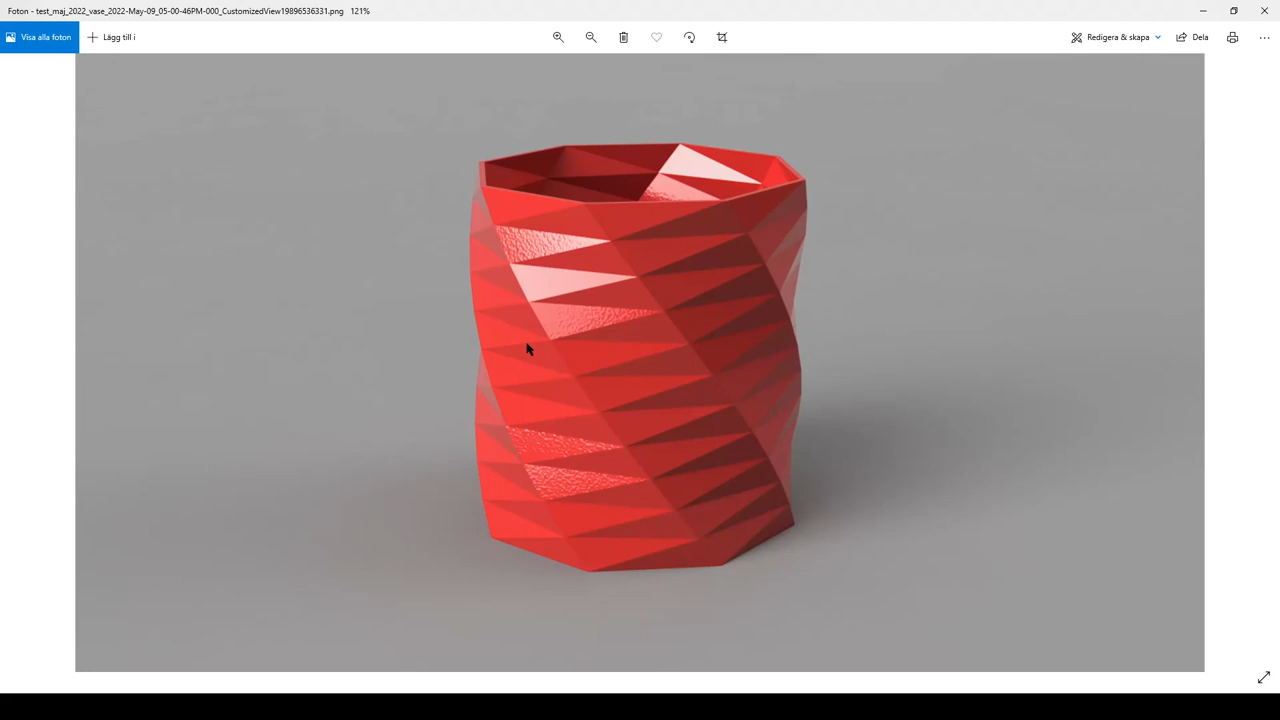 Foton - test_maj_2022_vase_2022-May-09_05-00-46PM-000_CustomizedView19896536331.png   121%
Visa alla foton
Lägg till i
Redigera & skapa
Dela